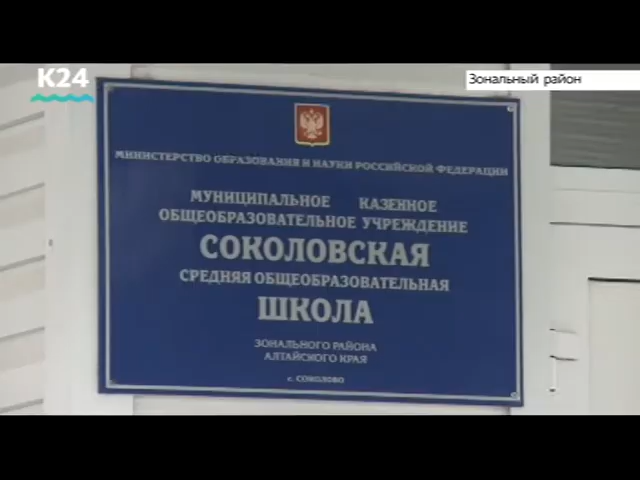 К24
Зональный район
МИНИСТЕРСТВО ОБРАЗОВАНИЯ И НАУКИ РОССИЙСКОЙ ФЕДЕРАЦИИ
МУНИЦИПАЛЬНОЕ КАЗЕННОЕ
ОБЩЕОБРАЗОВАТЕЛЬНОЕ УЧРЕЖДЕНИЕ
СОКОЛОВСКАЯ
СРЕДНЯЯ ОБЩЕОБРАЗОВАТЕЛЬНАЯ
ШКОЛА
ЗОНАЛЬНОГО РАЙОНА
АЛТАЙСКОГО КРАЯ
с. СОКОЛОВО